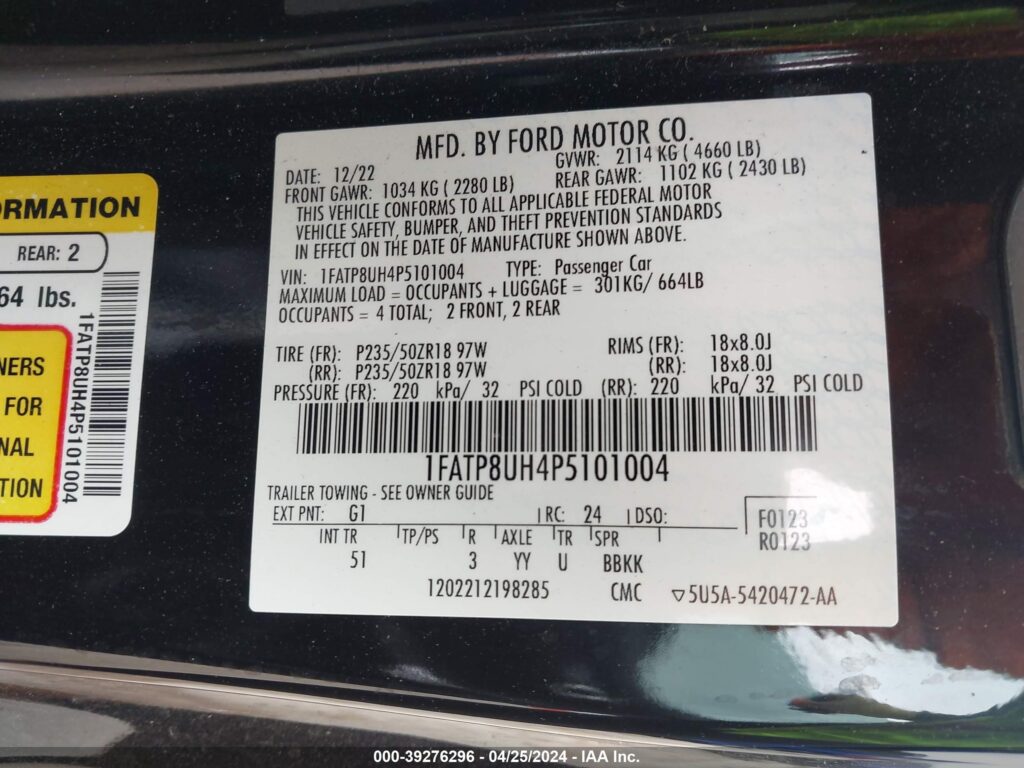 ORMATION
REAR: 2
64 lbs.
NERS
FOR
NAL
TION
1FATP8UH4P5101004
MFD. BY FORD MOTOR CO.
DATE: 12/22 GVWR: 2114 KG ( 4660 LB)
FRONT GAWR: 1034 KG ( 2280 LB) REAR GAWR: 1102 KG ( 2430 LB)
THIS VEHICLE CONFORMS TO ALL APPLICABLE FEDERAL MOTOR
VEHICLE SAFETY, BUMPER, AND THEFT PREVENTION STANDARDS
IN EFFECT ON THE DATE OF MANUFACTURE SHOWN ABOVE.
VIN: 1FATP8UH4P5101004 TYPE: Passenger Car
MAXIMUM LOAD = OCCUPANTS + LUGGAGE = 301KG/ 664LB
OCCUPANTS = 4 TOTAL; 2 FRONT, 2 REAR
TIRE (FR): P235/50ZR18 97W RIMS (FR): 18x8.0J
(RR): P235/50ZR18 97W (RR): 18x8.0J
PRESSURE (FR): 220 kPa/ 32 PSI COLD (RR): 220 kPa/ 32 PSI COLD
1FATP8UH4P5101004
TRAILER TOWING - SEE OWNER GUIDE
EXT PNT: G1 RC: 24 DSO: F0123
R0123
INT TR TP/PS R AXLE TR SPR
51 3 YY U BBKK
1202212198285 CMC ▽5U5A-5420472-AA
000-39276296 - 04/25/2024 - IAA Inc.